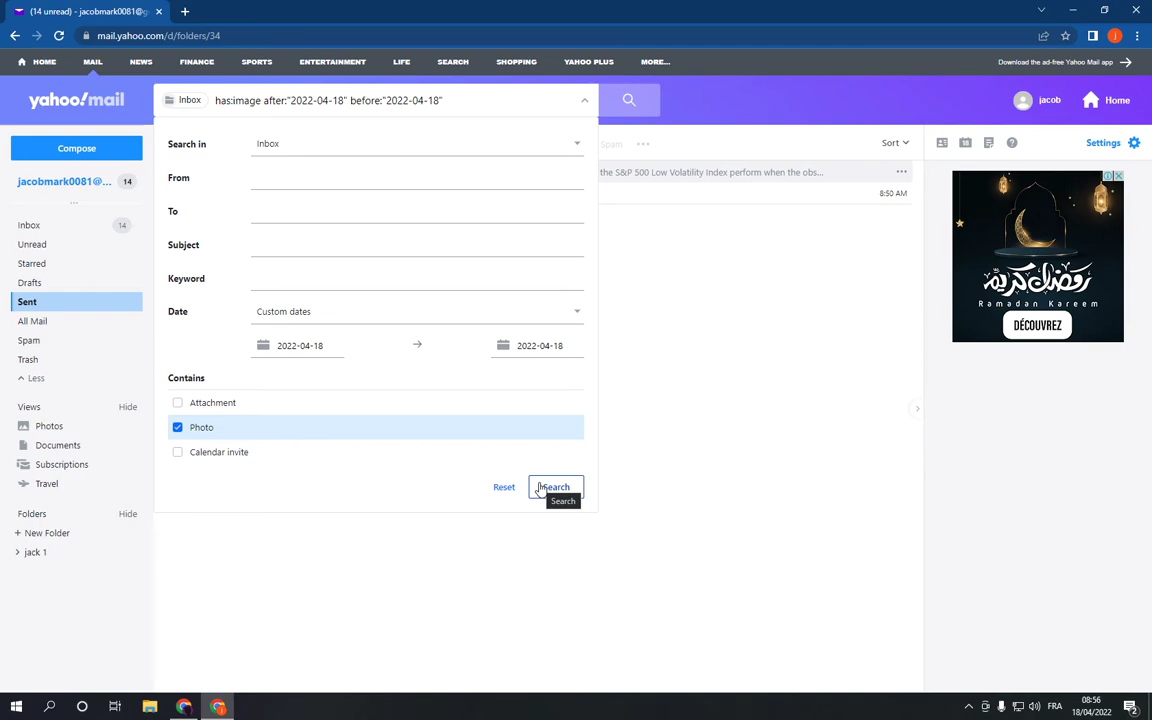 (14 unread) - jacobmark0081@g
mail.yahoo.com/d/folders/34
HOME MAIL NEWS FINANCE SPORTS ENTERTAINMENT LIFE SEARCH SHOPPING YAHOO PLUS MORE... Download the ad-free Yahoo Mail app
yahoo!mail Inbox has:image after:"2022-04-18" before:"2022-04-18" jacob Home
Compose
jacobmark0081@... 14
Inbox 14
Unread
Starred
Drafts
Sent
All Mail
Spam
Trash
Less
Views Hide
Photos
Documents
Subscriptions
Travel
Folders Hide
+ New Folder
jack 1
Search in Inbox
From
To
Subject
Keyword
Date Custom dates
2022-04-18 2022-04-18
Contains
Attachment
Photo
Calendar invite
Reset Search
Search
Spam ... Sort
the S&P 500 Low Volatility Index perform when the obs...
8:50 AM
18 Settings
رمضان كريم
Ramadan Kareem
DÉCOUVREZ
FRA
08:56
18/04/2022
2